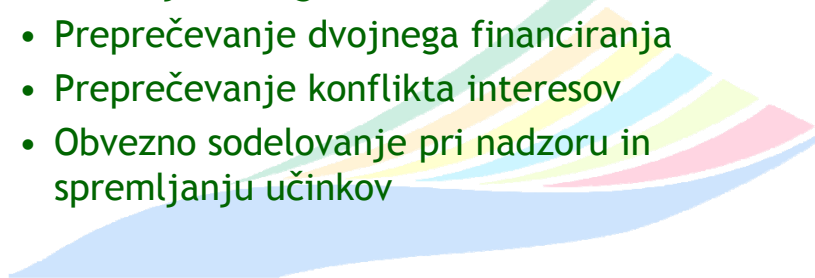 • Preprečevanje dvojnega financiranja
• Preprečevanje konflikta interesov
• Obvezno sodelovanje pri nadzoru in
spremljanju učinkov